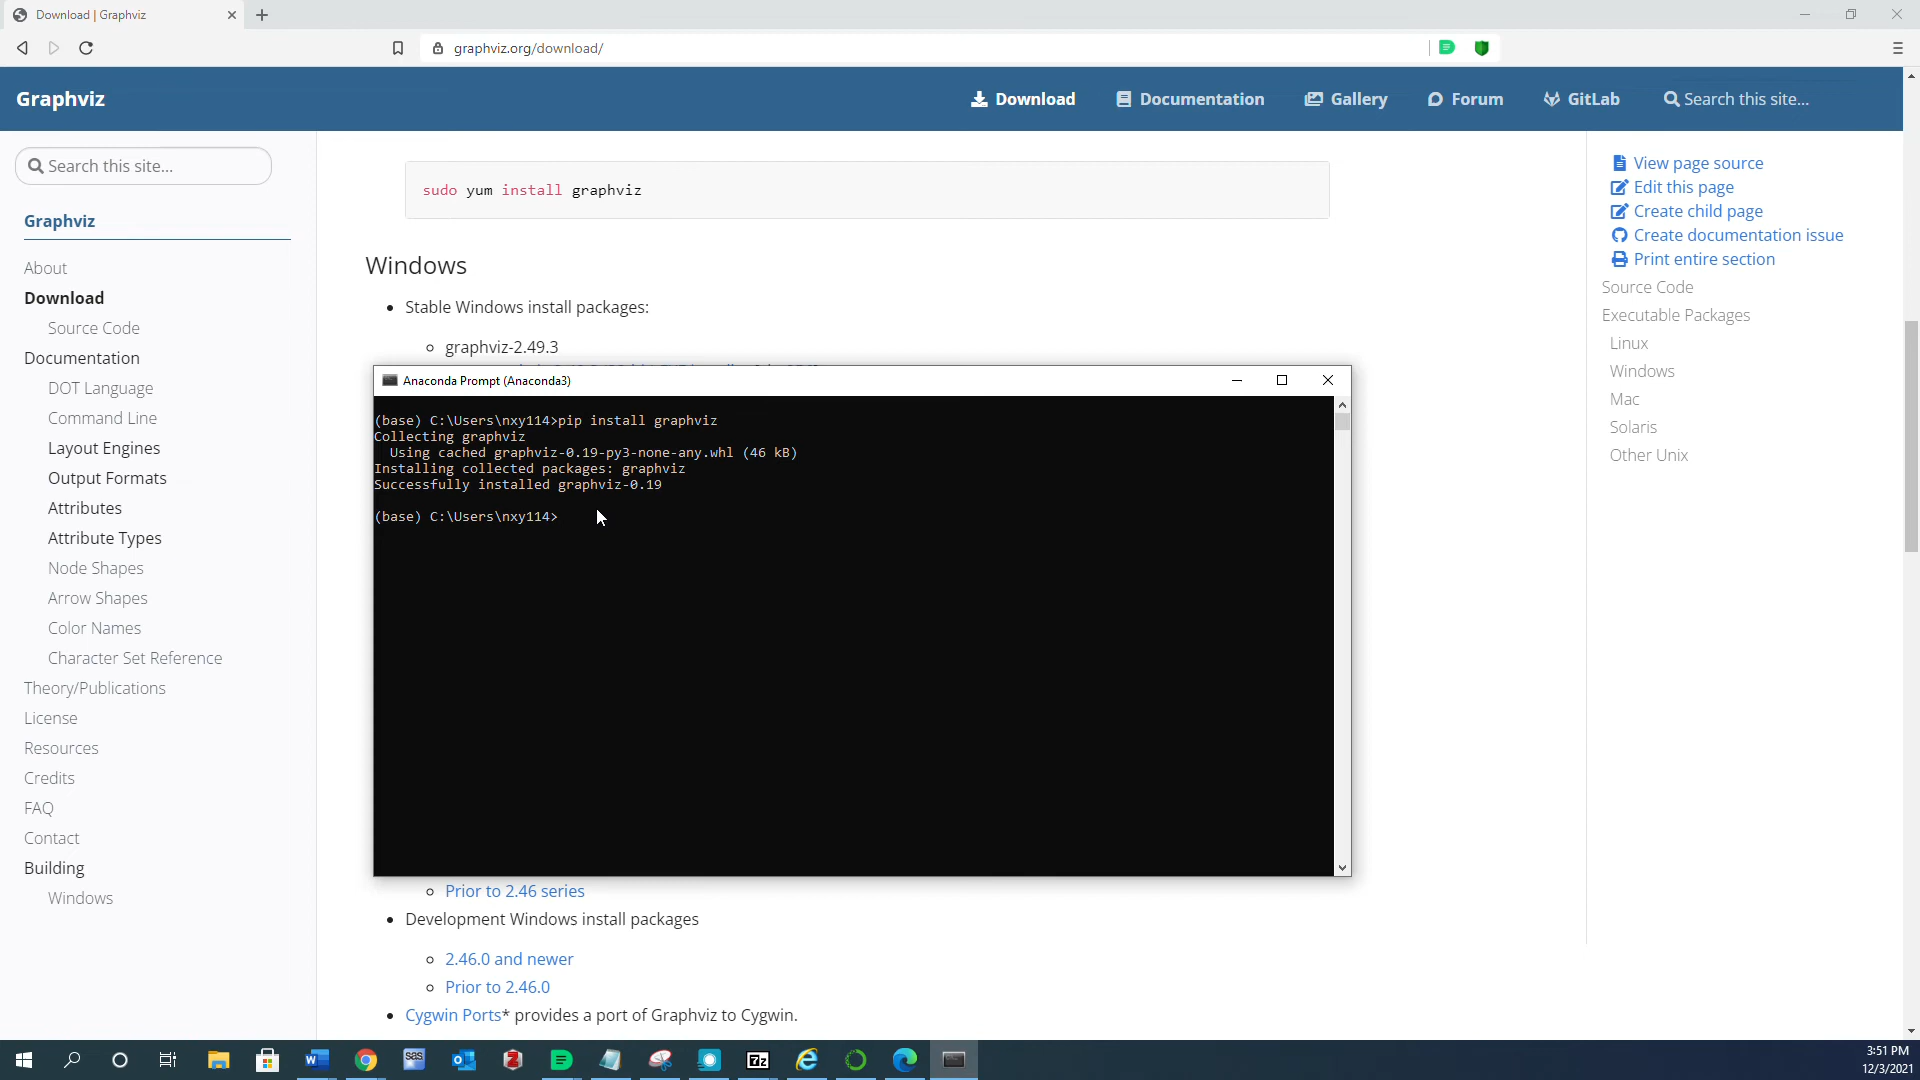 Download | Graphviz
graphviz.org/download/
Graphviz
Download
Documentation
Gallery
Forum
GitLab
Search this site...
Search this site...
Graphviz
About
Download
Source Code
Documentation
DOT Language
Command Line
Layout Engines
Output Formats
Attributes
Attribute Types
Node Shapes
Arrow Shapes
Color Names
Character Set Reference
Theory/Publications
License
Resources
Credits
FAQ
Contact
Building
Windows
sudo yum install graphviz
Windows
Stable Windows install packages:
graphviz-2.49.3
Anaconda Prompt (Anaconda3)
(base) C:\Users\nxy114>pip install graphviz
Collecting graphviz
Using cached graphviz-0.19-py3-none-any.whl (46 kB)
Installing collected packages: graphviz
Successfully installed graphviz-0.19
(base) C:\Users\nxy114>
Prior to 2.46 series
Development Windows install packages
2.46.0 and newer
Prior to 2.46.0
Cygwin Ports* provides a port of Graphviz to Cygwin.
View page source
Edit this page
Create child page
Create documentation issue
Print entire section
Source Code
Executable Packages
Linux
Windows
Mac
Solaris
Other Unix
sas
7z
3:51 PM
12/3/2021